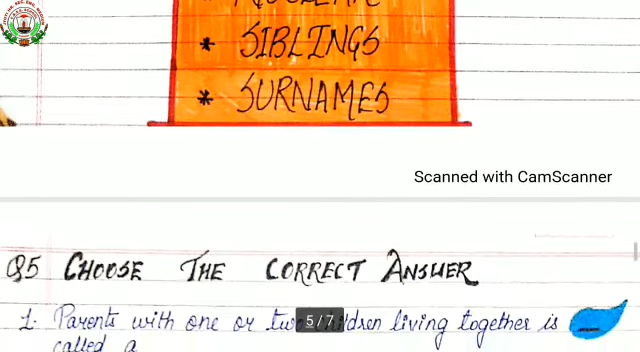 * SIBLINGS
* SURNAMES
Scanned with CamScanner
Q5 CHOOSE THE CORRECT ANSWER
1. Parents with one or two children living together is
5 / 7
called a